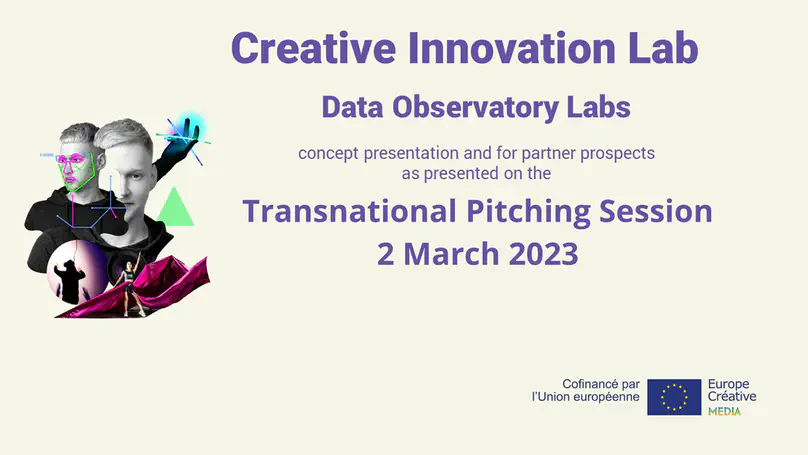 Creative Innovation Lab
Data Observatory Labs
concept presentation and for partner prospects
as presented on the
Transnational Pitching Session
2 March 2023
Cofinancé par
l'Union européenne
Europe
Créative
MEDIA